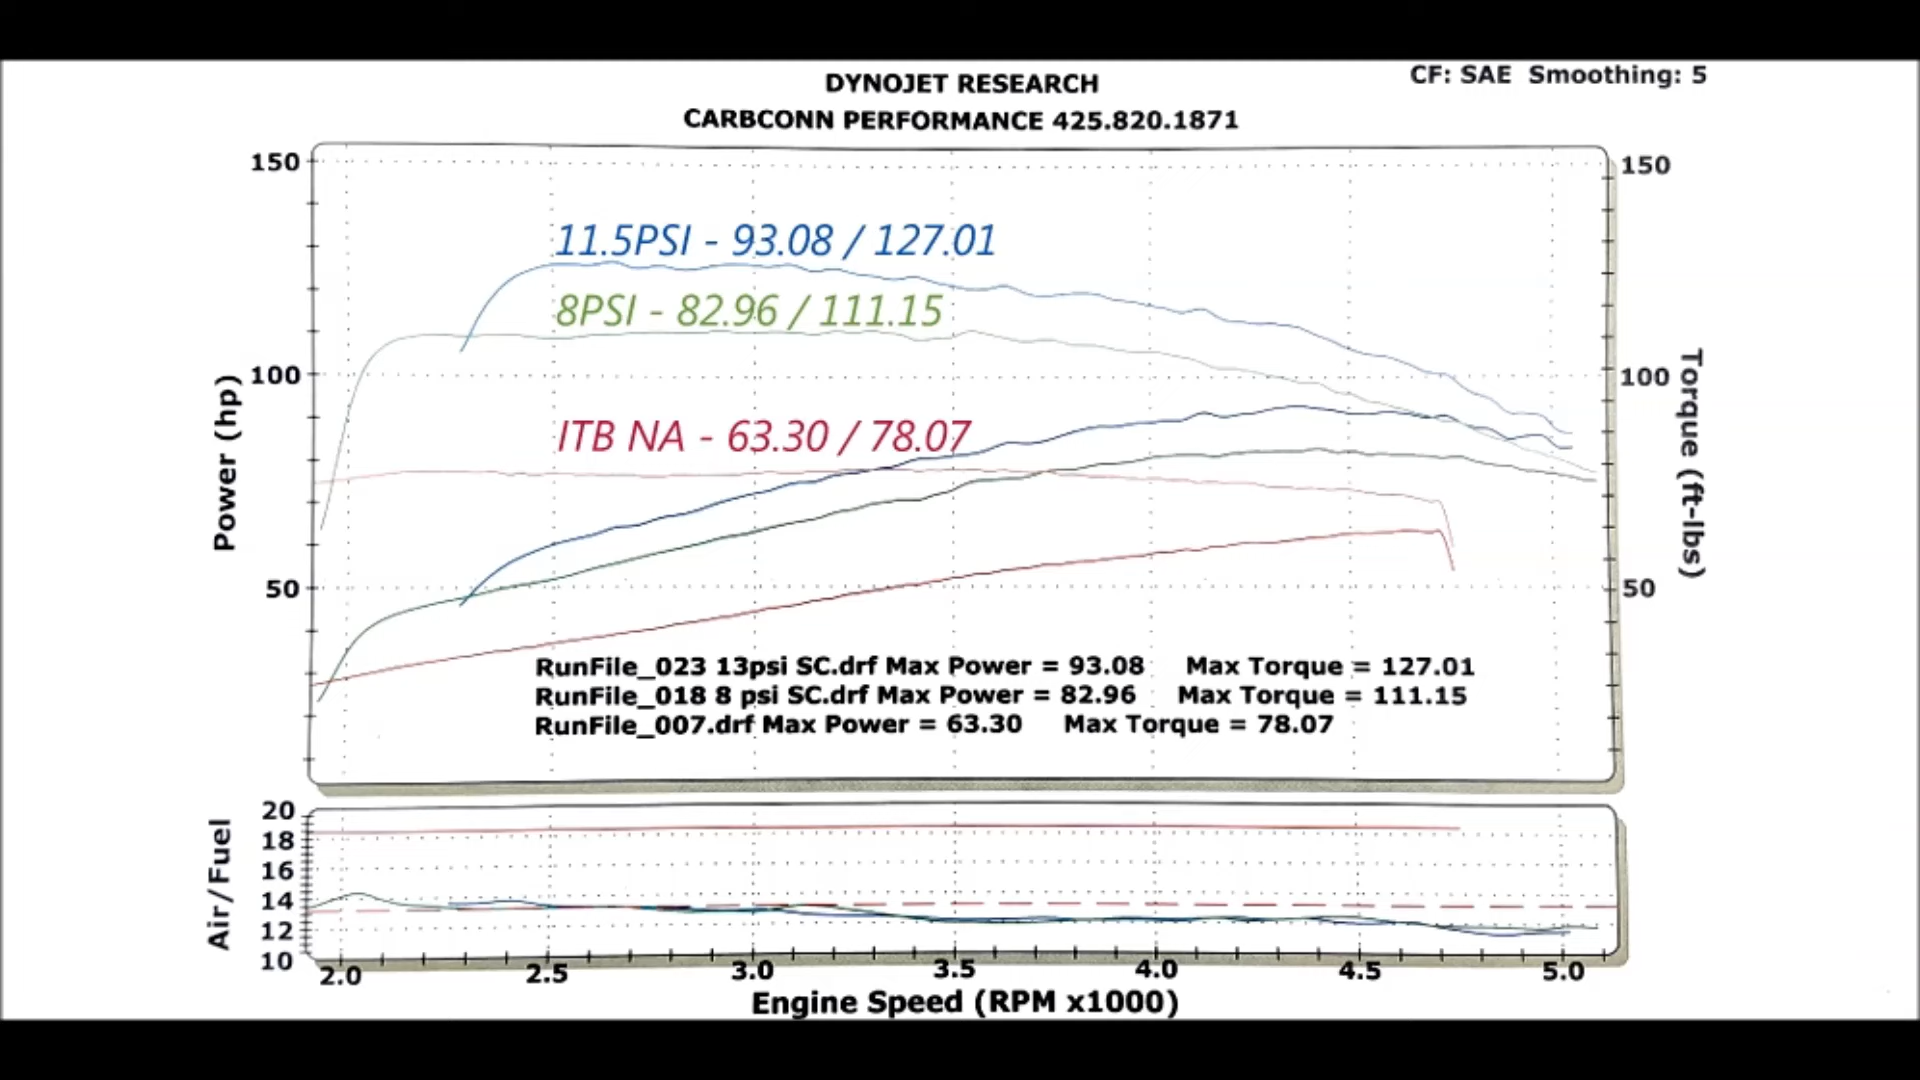 CF: SAE Smoothing: 5
DYNOJET RESEARCH
CARBCONN PERFORMANCE 425.820.1871
150
150
11.5PSI - 93.08 / 127.01
8PSI - 82.96 / 111.15
100
100
Power (hp)
Torque (ft-lbs)
ITB NA - 63.30 / 78.07
50
50
RunFile_023 13psi SC.drf Max Power = 93.08 Max Torque = 127.01
RunFile_018 8 psi SC.drf Max Power = 82.96 Max Torque = 111.15
RunFile_007.drf Max Power = 63.30 Max Torque = 78.07
Air/Fuel
20
18
16
14
12
10
2.0 2.5 3.0 3.5 4.0 4.5 5.0
Engine Speed (RPM x1000)